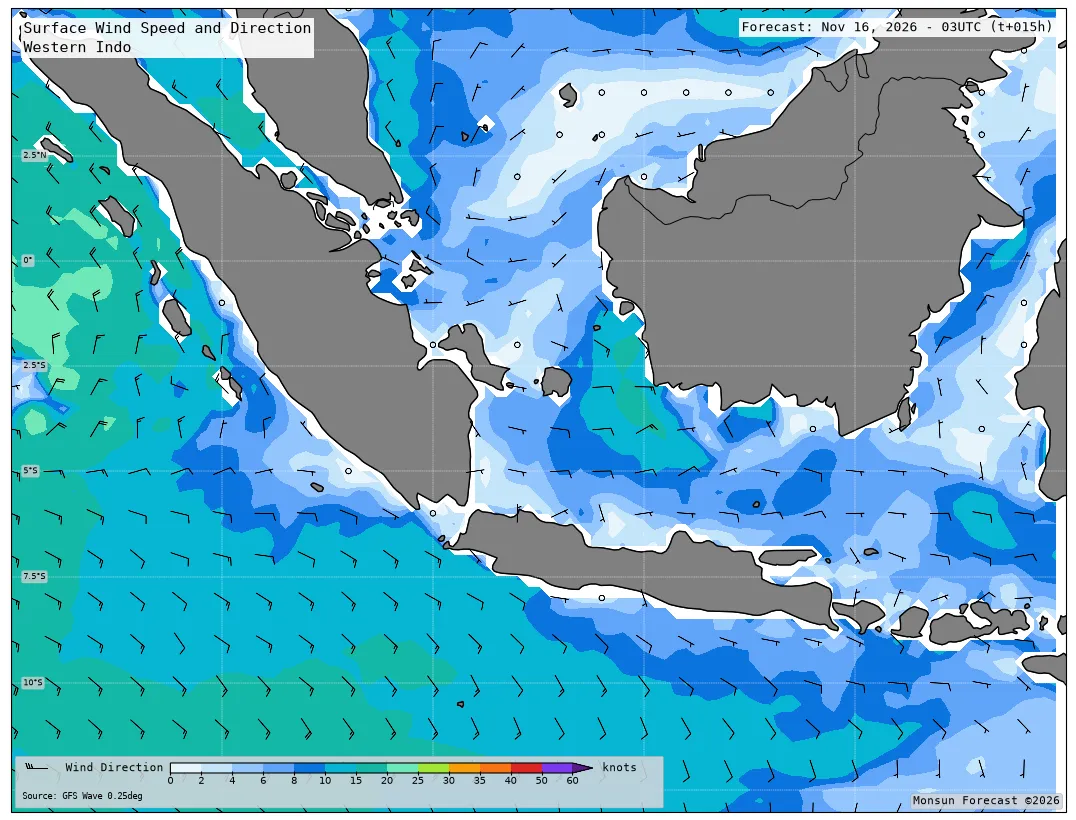 Surface Wind Speed and Direction
Western Indo
Forecast: Nov 16, 2026 - 03UTC (t+015h)
2.5°N
0°
2.5°S
5°S
7.5°S
10°S
Wind Direction
0 2 4 6 8 10 15 20 25 30 35 40 50 60
knots
Source: GFS Wave 0.25deg
Monsun Forecast ©2026